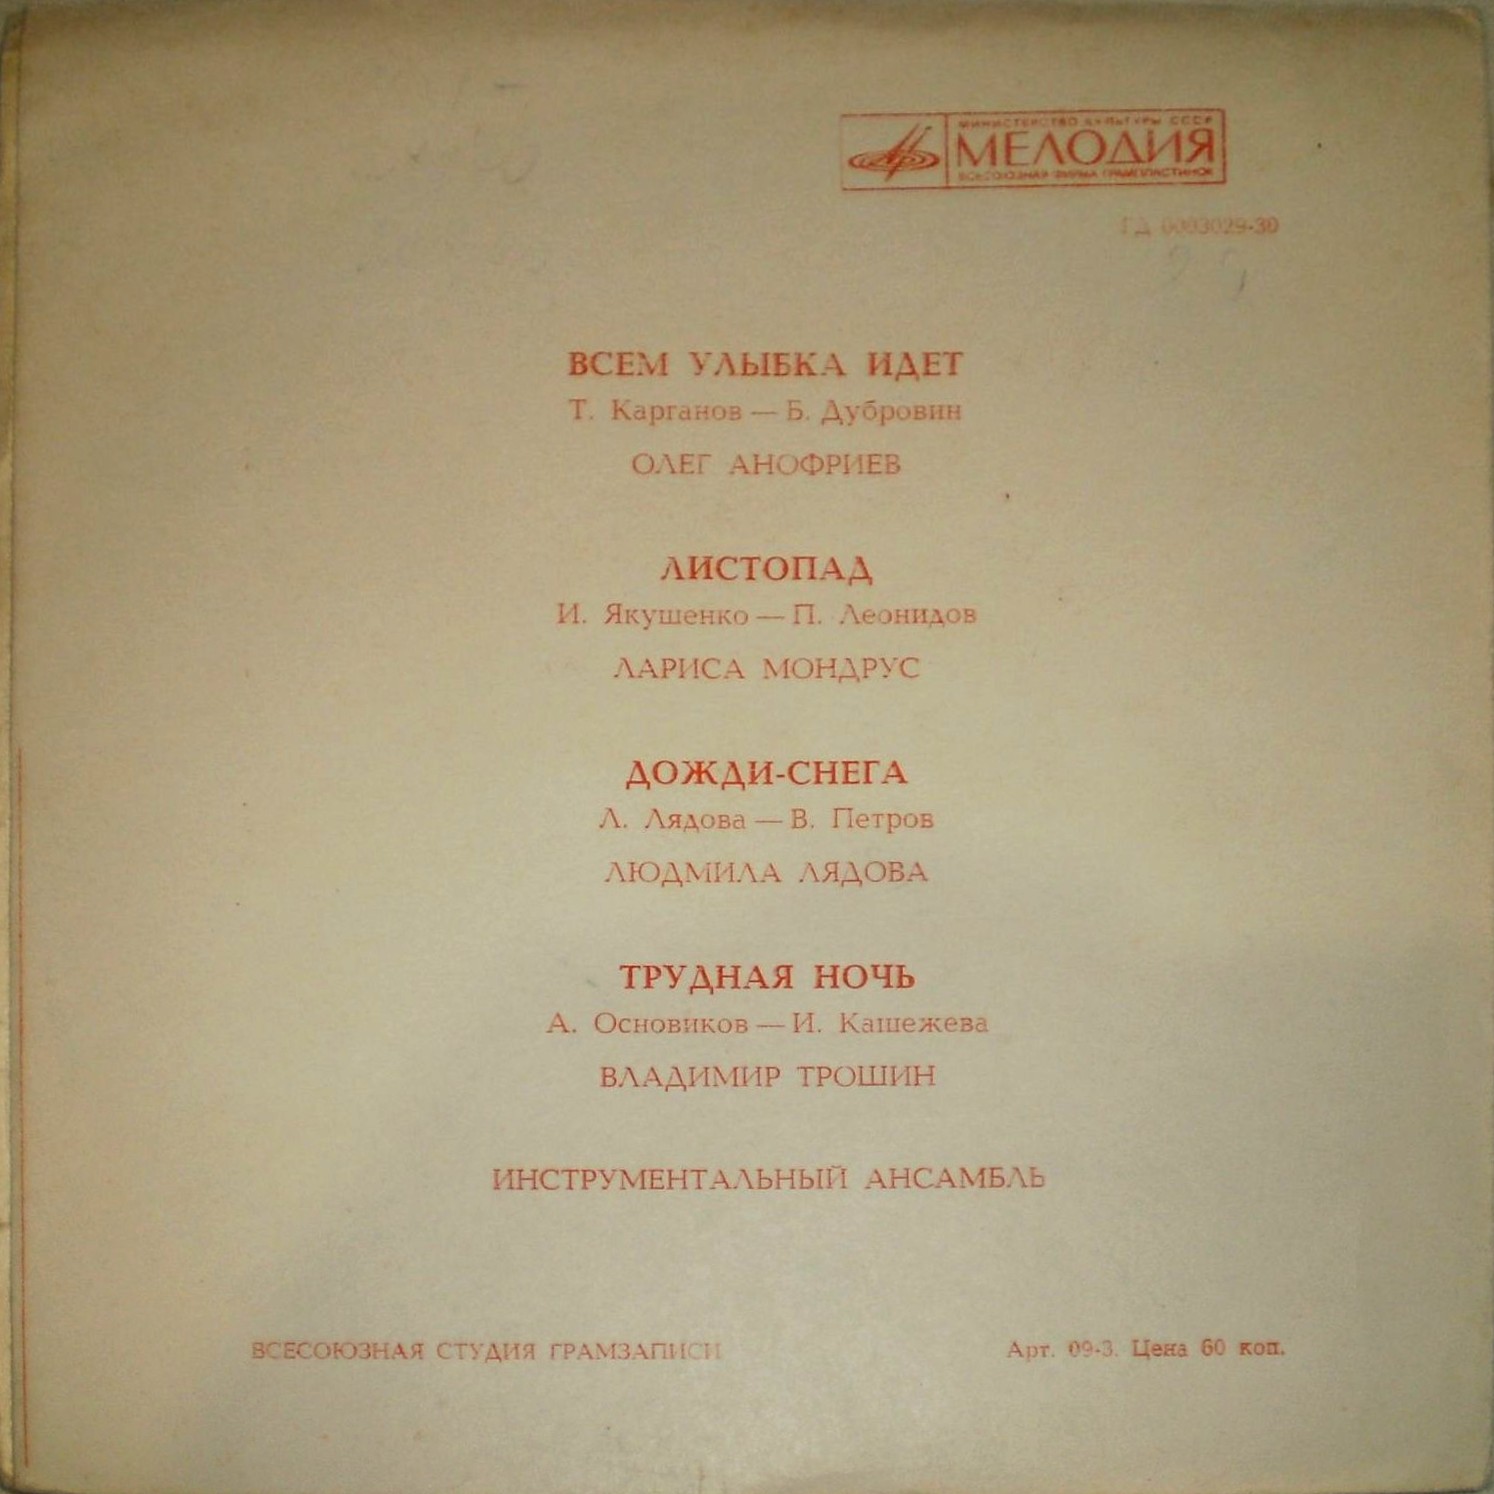 МИНИСТЕРСТВО КУЛЬТУРЫ СССР
МЕЛОДИЯ
ВСЕСОЮЗНАЯ ФИРМА ГРАМПЛАСТИНОК
ГД 0003029-30
ВСЕМ УЛЫБКА ИДЕТ
Т. Карганов — Б. Дубровин
ОЛЕГ АНОФРИЕВ
ЛИСТОПАД
И. Якушенко — П. Леонидов
ЛАРИСА МОНДРУС
ДОЖДИ-СНЕГА
Л. Лядова — В. Петров
ЛЮДМИЛА ЛЯДОВА
ТРУДНАЯ НОЧЬ
А. Основиков — И. Кашежева
ВЛАДИМИР ТРОШИН
ИНСТРУМЕНТАЛЬНЫЙ АНСАМБЛЬ
ВСЕСОЮЗНАЯ СТУДИЯ ГРАМЗАПИСИ
Арт. 09-3. Цена 60 коп.